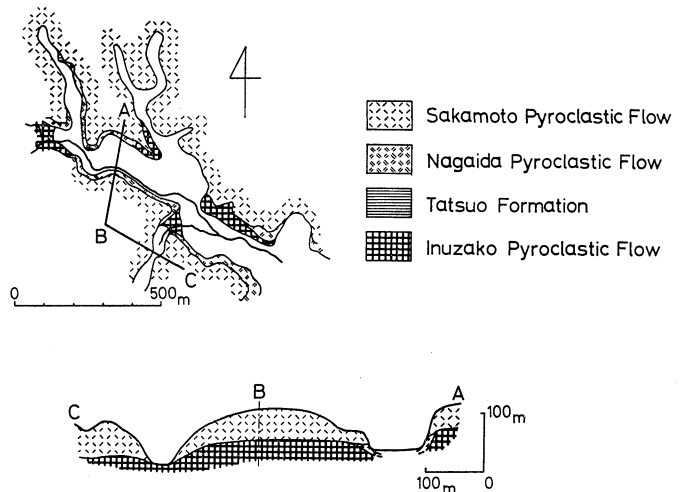 4
A
B
C
0 500m
Sakamoto Pyroclastic Flow
Nagaida Pyroclastic Flow
Tatsuo Formation
Inuzako Pyroclastic Flow
C B A
100m
100m 0